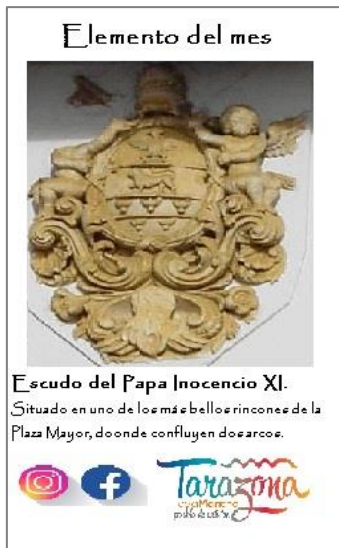 Elemento del mes
Escudo del Papa Inocencio XI.
Situado en uno de los más bellos rincones de la
Plaza Mayor, doonde confluyen dos arcos.
Tarazona